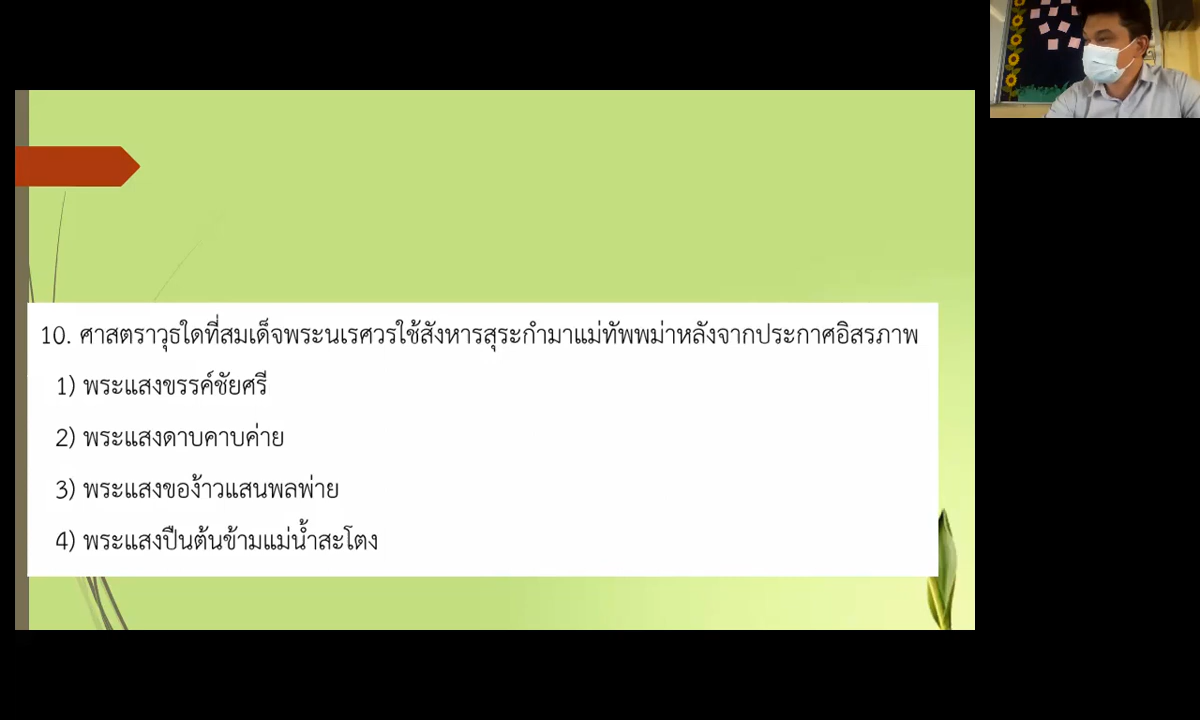 10. ศาสตราวุธใดที่สมเด็จพระนเรศวรใช้สังหารสุระกำมาแม่ทัพพม่าหลังจากประกาศอิสรภาพ
1) พระแสงขรรค์ชัยศรี
2) พระแสงดาบคาบค่าย
3) พระแสงของ้าวแสนพลพ่าย
4) พระแสงปืนต้นข้ามแม่น้ำสะโตง